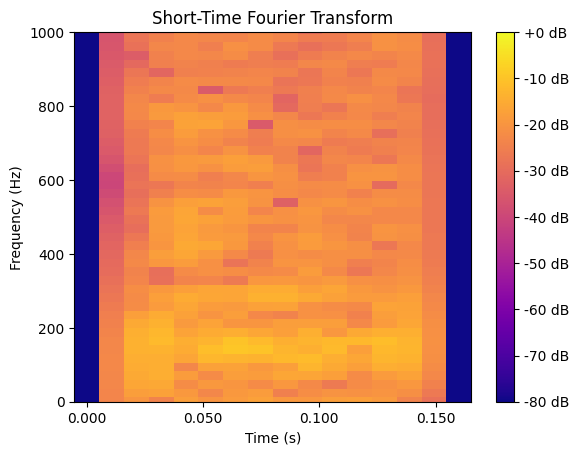 Short-Time Fourier Transform
1000
800
600
400
200
0
Frequency (Hz)
0.000
0.050
0.100
0.150
Time (s)
+0 dB
-10 dB
-20 dB
-30 dB
-40 dB
-50 dB
-60 dB
-70 dB
-80 dB